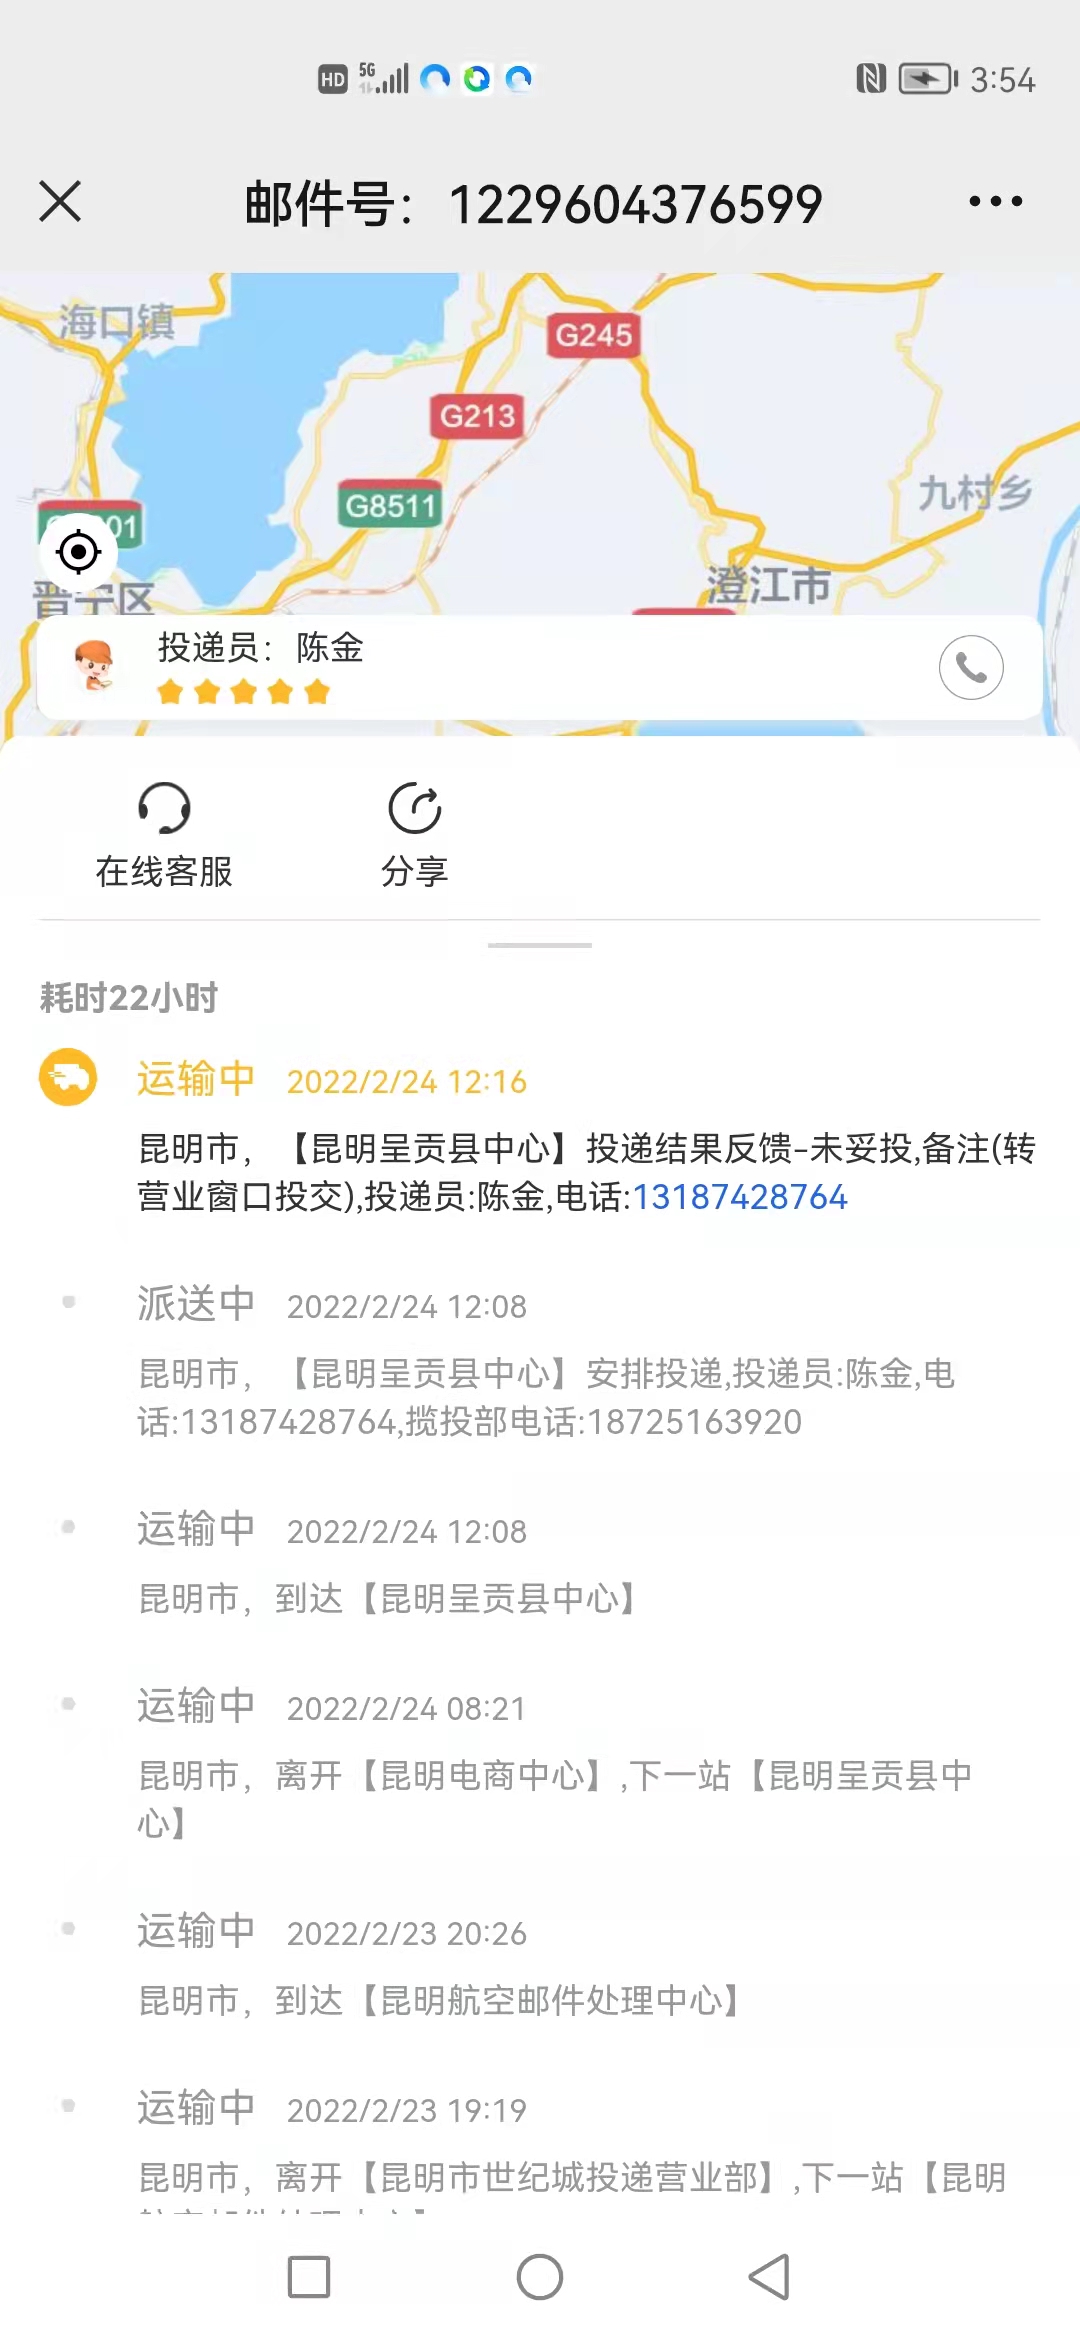 HD 5G 3:54
邮件号：1229604376599
海口镇
G245
G213
九村乡
G8511
01
澄江市
晋宁区
投递员：陈金
在线客服
分享
耗时22小时
运输中 2022/2/24 12:16
昆明市，【昆明呈贡县中心】投递结果反馈-未妥投,备注(转
营业窗口投交),投递员:陈金,电话:13187428764
派送中 2022/2/24 12:08
昆明市，【昆明呈贡县中心】安排投递,投递员:陈金,电
话:13187428764,揽投部电话:18725163920
运输中 2022/2/24 12:08
昆明市，到达【昆明呈贡县中心】
运输中 2022/2/24 08:21
昆明市，离开【昆明电商中心】,下一站【昆明呈贡县中
心】
运输中 2022/2/23 20:26
昆明市，到达【昆明航空邮件处理中心】
运输中 2022/2/23 19:19
昆明市，离开【昆明市世纪城投递营业部】,下一站【昆明